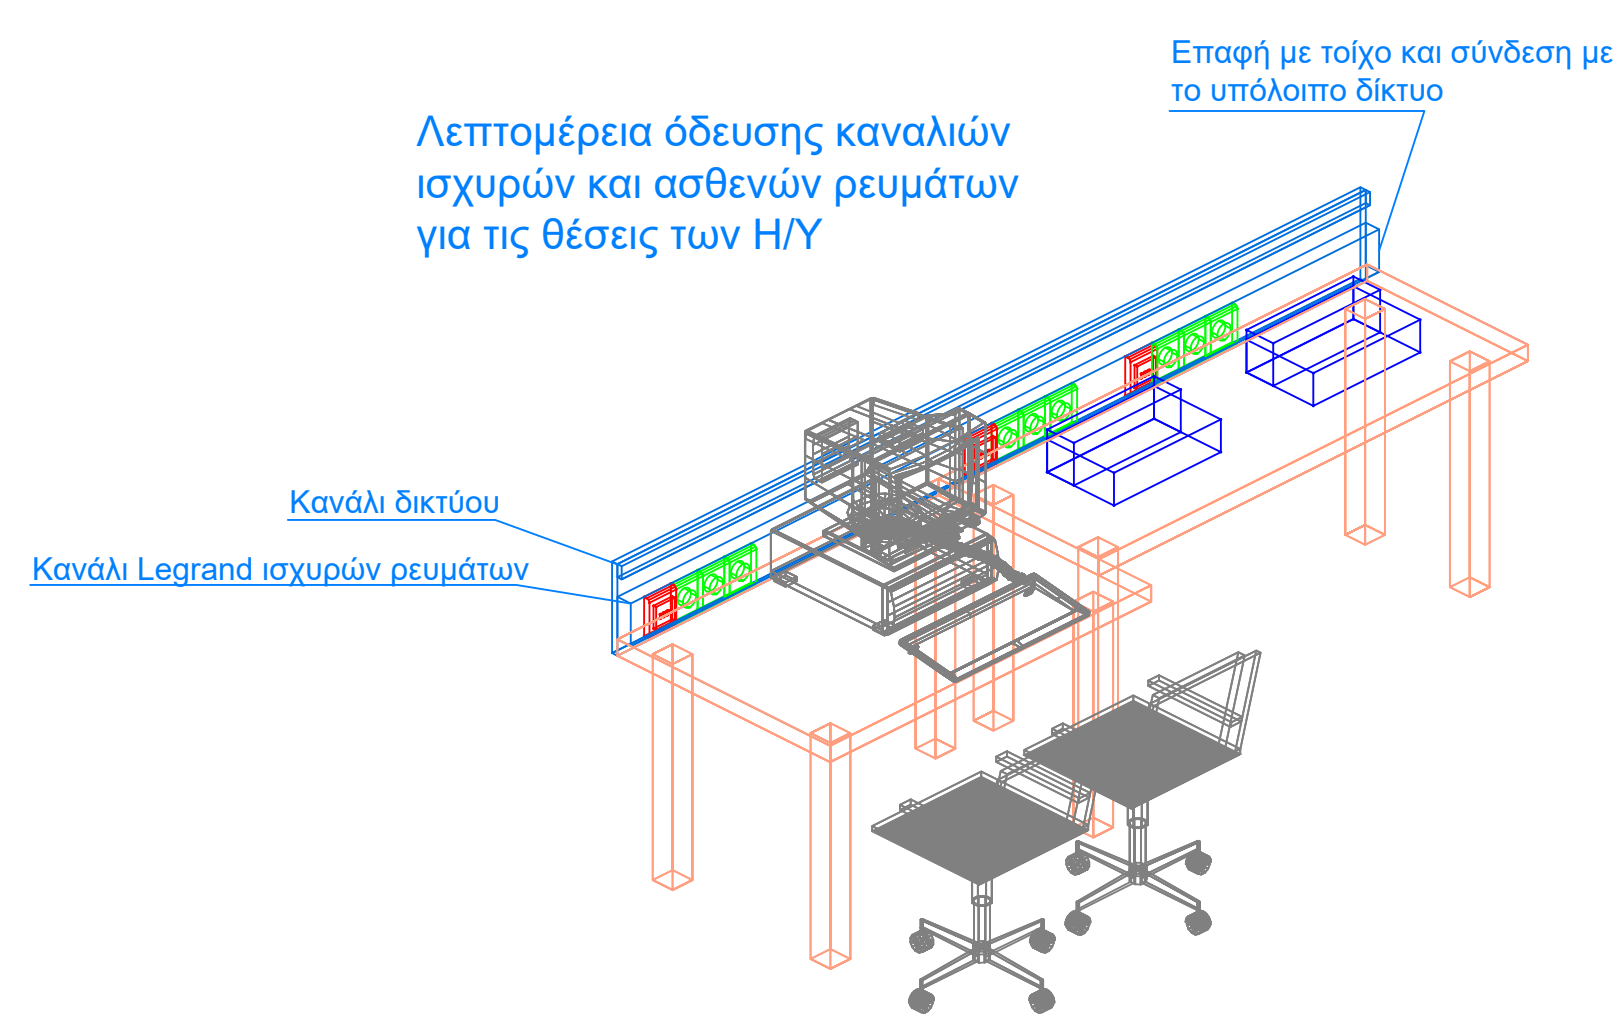 Επαφή με τοίχο και σύνδεση με
το υπόλοιπο δίκτυο
Λεπτομέρεια όδευσης καναλιών
ισχυρών και ασθενών ρευμάτων
για τις θέσεις των Η/Υ
Κανάλι δικτύου
Κανάλι Legrand ισχυρών ρευμάτων